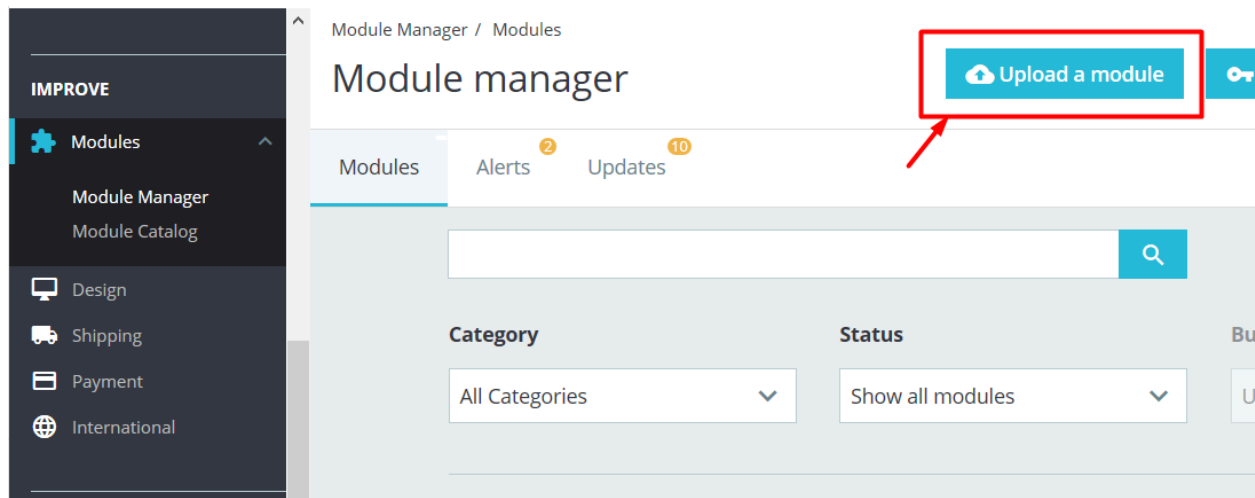 Module Manager / Modules
Module manager
Upload a module
IMPROVE
Modules
Module Manager
Module Catalog
Design
Shipping
Payment
International
Modules
Alerts 2
Updates 10
Category
Status
All Categories
Show all modules